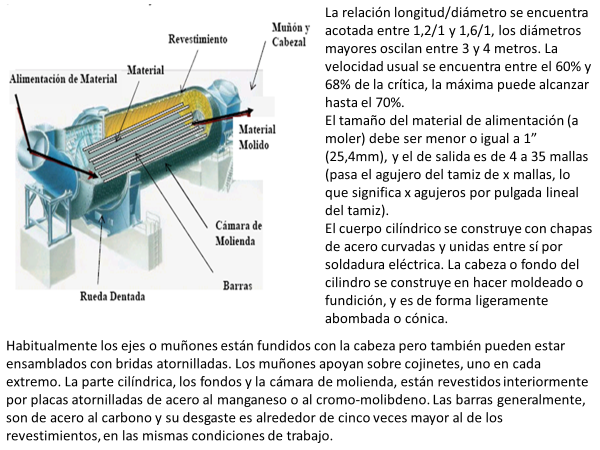 Muñón y
Cabezal
Revestimiento
Alimentación de Material
Material
Material
Molido
Cámara de
Molienda
Barras
Rueda Dentada
La relación longitud/diámetro se encuentra
acotada entre 1,2/1 y 1,6/1, los diámetros
mayores oscilan entre 3 y 4 metros. La
velocidad usual se encuentra entre el 60% y
68% de la crítica, la máxima puede alcanzar
hasta el 70%.
El tamaño del material de alimentación (a
moler) debe ser menor o igual a 1”
(25,4mm), y el de salida es de 4 a 35 mallas
(pasa el agujero del tamiz de x mallas, lo
que significa x agujeros por pulgada lineal
del tamiz).
El cuerpo cilíndrico se construye con chapas
de acero curvadas y unidas entre sí por
soldadura eléctrica. La cabeza o fondo del
cilindro se construye en hacer moldeado o
fundición, y es de forma ligeramente
abombada o cónica.
Habitualmente los ejes o muñones están fundidos con la cabeza pero también pueden estar
ensamblados con bridas atornilladas. Los muñones apoyan sobre cojinetes, uno en cada
extremo. La parte cilíndrica, los fondos y la cámara de molienda, están revestidos interiormente
por placas atornilladas de acero al manganeso o al cromo-molibdeno. Las barras generalmente,
son de acero al carbono y su desgaste es alrededor de cinco veces mayor al de los
revestimientos, en las mismas condiciones de trabajo.